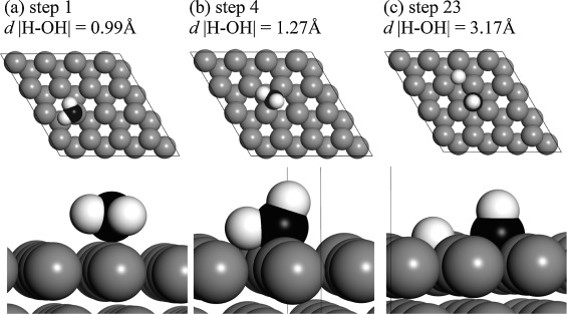 (a) step 1
d |H-OH| = 0.99Å
(b) step 4
d |H-OH| = 1.27Å
(c) step 23
d |H-OH| = 3.17Å